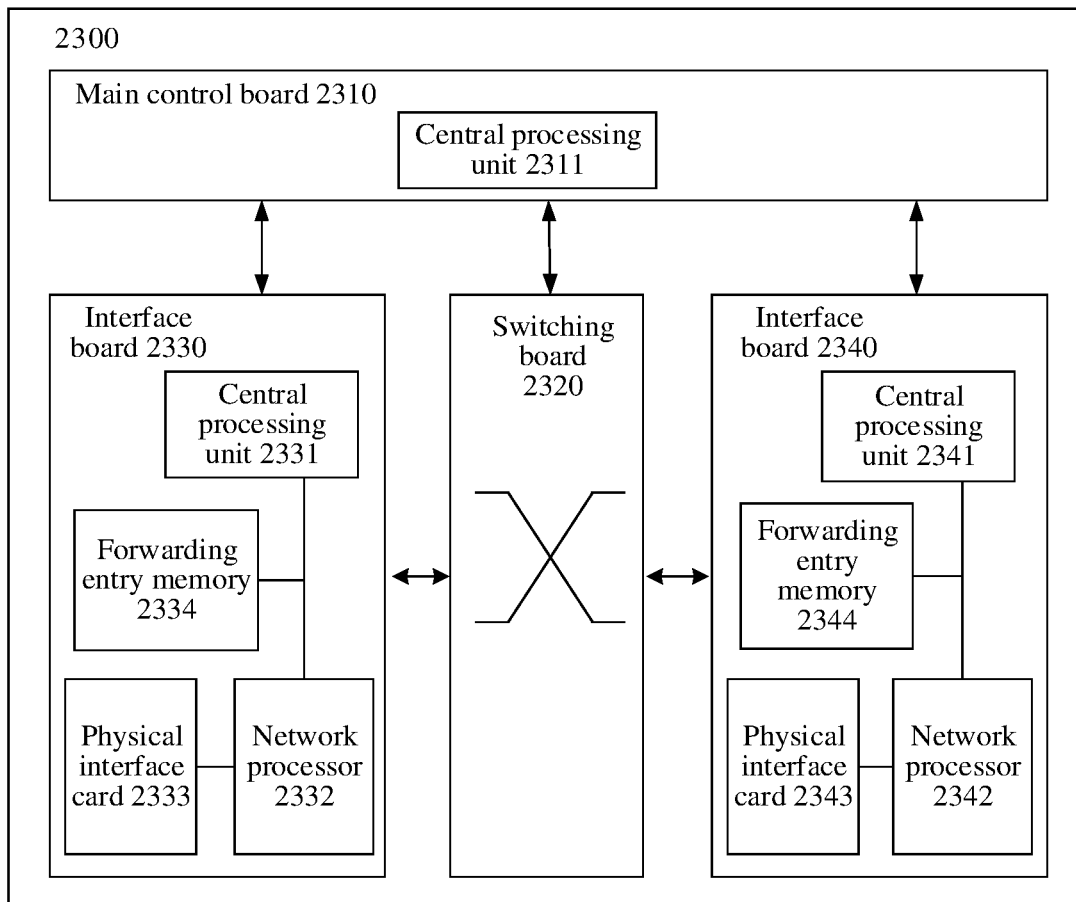 2300
Main control board 2310
Central processing
unit 2311
Interface
board 2330
Central
processing
unit 2331
Forwarding
entry memory
2334
Physical
interface
card 2333
Network
processor
2332
Switching
board
2320
Interface
board 2340
Central
processing
unit 2341
Forwarding
entry
memory
2344
Physical
interface
card 2343
Network
processor
2342